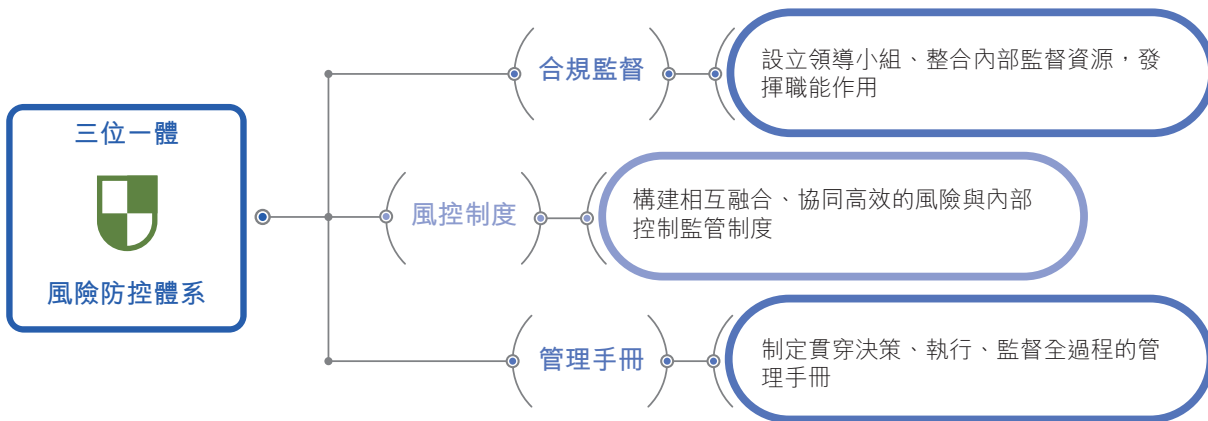 三位一體
風險防控體系
合規監督
設立領導小組、整合內部監督資源，發
揮職能作用
風控制度
構建相互融合、協同高效的風險與內部
控制監管制度
管理手冊
制定貫穿決策、執行、監督全過程的管
理手冊